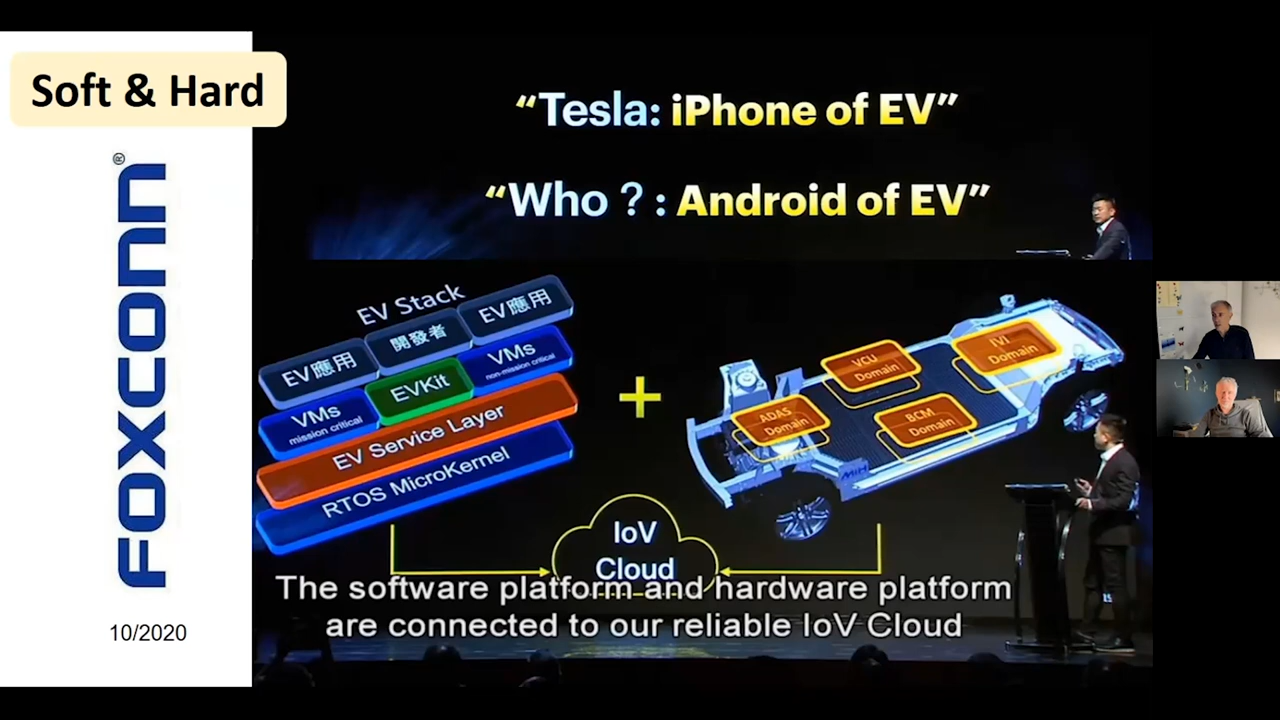 Soft & Hard
FOXCONN®
10/2020
“Tesla: iPhone of EV”
“Who ? : Android of EV”
EV Stack
EV應用
開發者
EV應用
VMs
mission critical
EVKit
VMs
non-mission critical
EV Service Layer
RTOS MicroKernel
+
VCU
Domain
IVI
Domain
ADAS
Domain
BCM
Domain
MIH
IoV
Cloud
The software platform and hardware platform
are connected to our reliable IoV Cloud